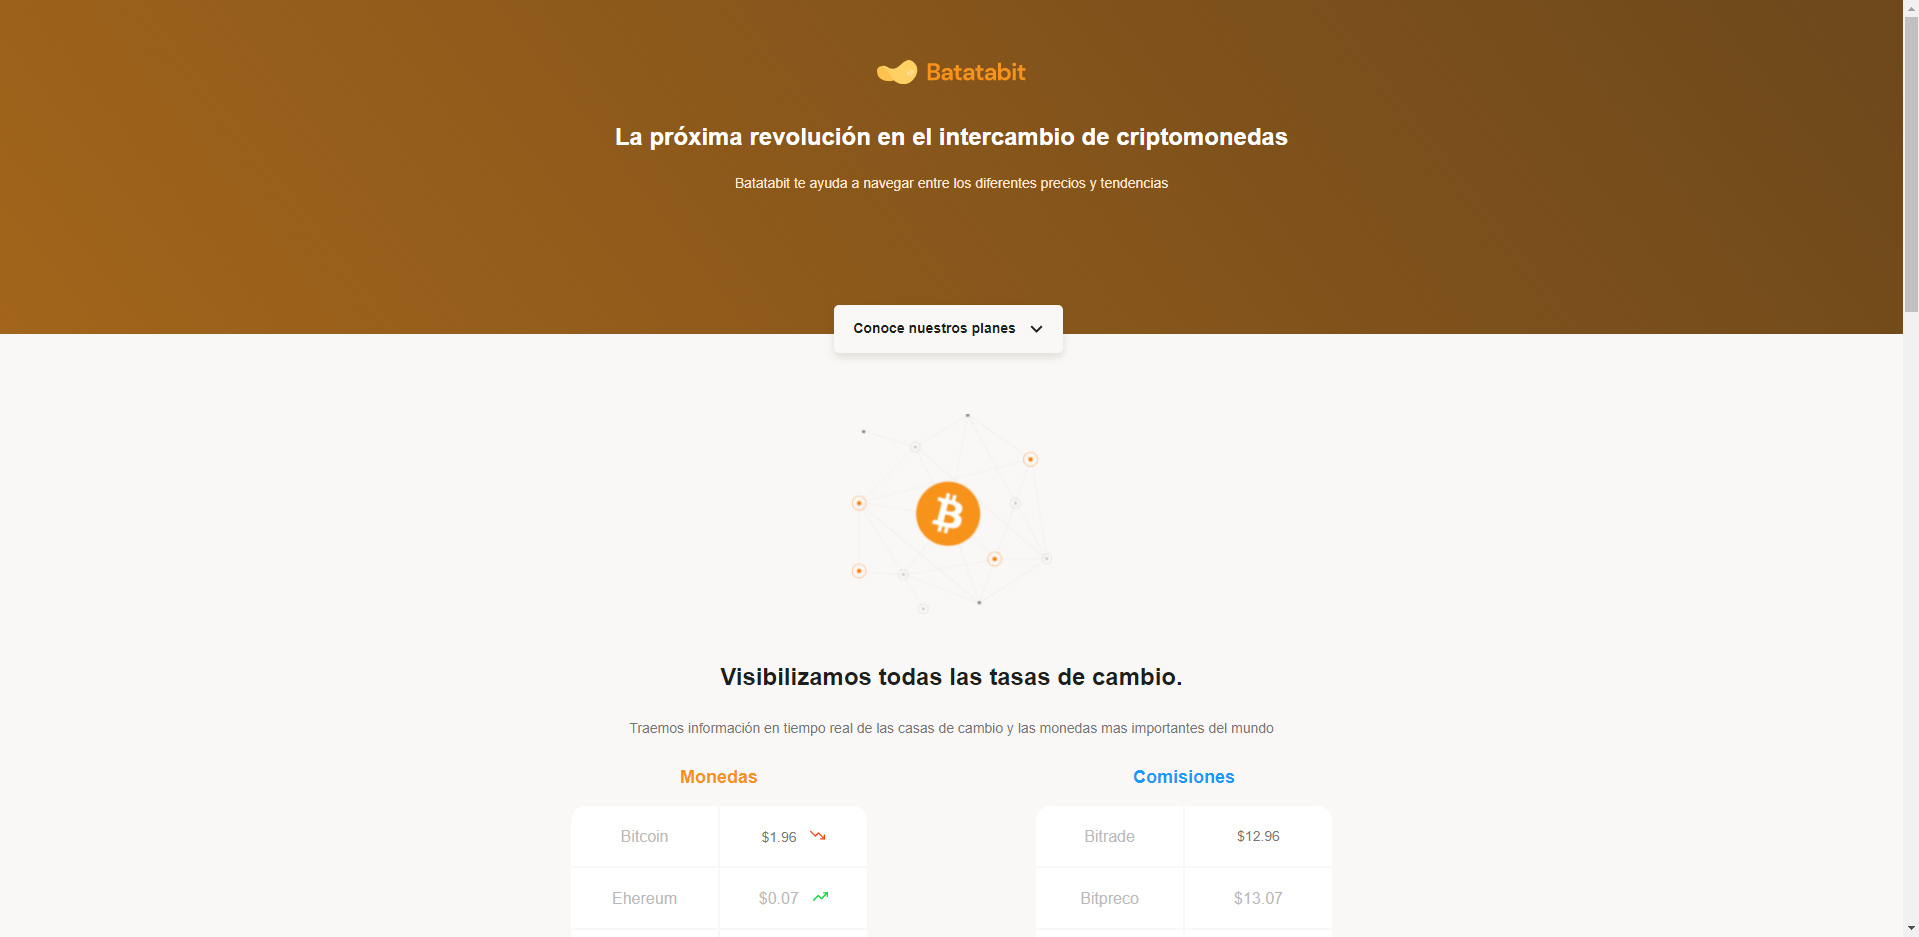 Batatabit
La próxima revolución en el intercambio de criptomonedas
Batatabit te ayuda a navegar entre los diferentes precios y tendencias
Conoce nuestros planes
Visibilizamos todas las tasas de cambio.
Traemos información en tiempo real de las casas de cambio y las monedas mas importantes del mundo
Monedas
Bitcoin $1.96
Ehereum $0.07
Comisiones
Bitrade $12.96
Bitpreco $13.07